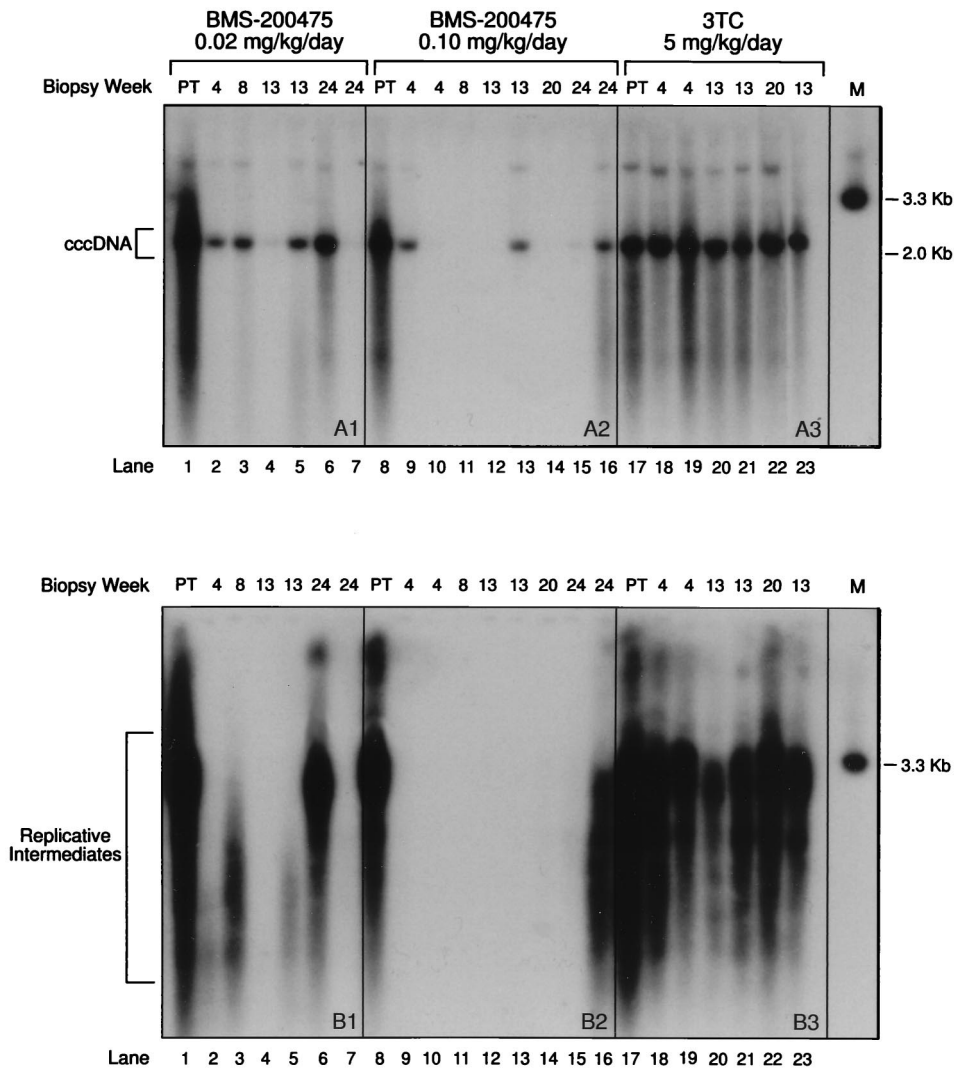 BMS-200475 BMS-200475 3TC
0.02 mg/kg/day 0.10 mg/kg/day 5 mg/kg/day
Biopsy Week PT 4 8 13 13 24 24 PT 4 4 8 13 13 20 24 24 PT 4 4 13 13 20 13 M
3.3 Kb
cccDNA
2.0 Kb
A1 A2 A3
Lane 1 2 3 4 5 6 7 8 9 10 11 12 13 14 15 16 17 18 19 20 21 22 23
Biopsy Week PT 4 8 13 13 24 24 PT 4 4 8 13 13 20 24 24 PT 4 4 13 13 20 13 M
3.3 Kb
Replicative
Intermediates
B1 B2 B3
Lane 1 2 3 4 5 6 7 8 9 10 11 12 13 14 15 16 17 18 19 20 21 22 23